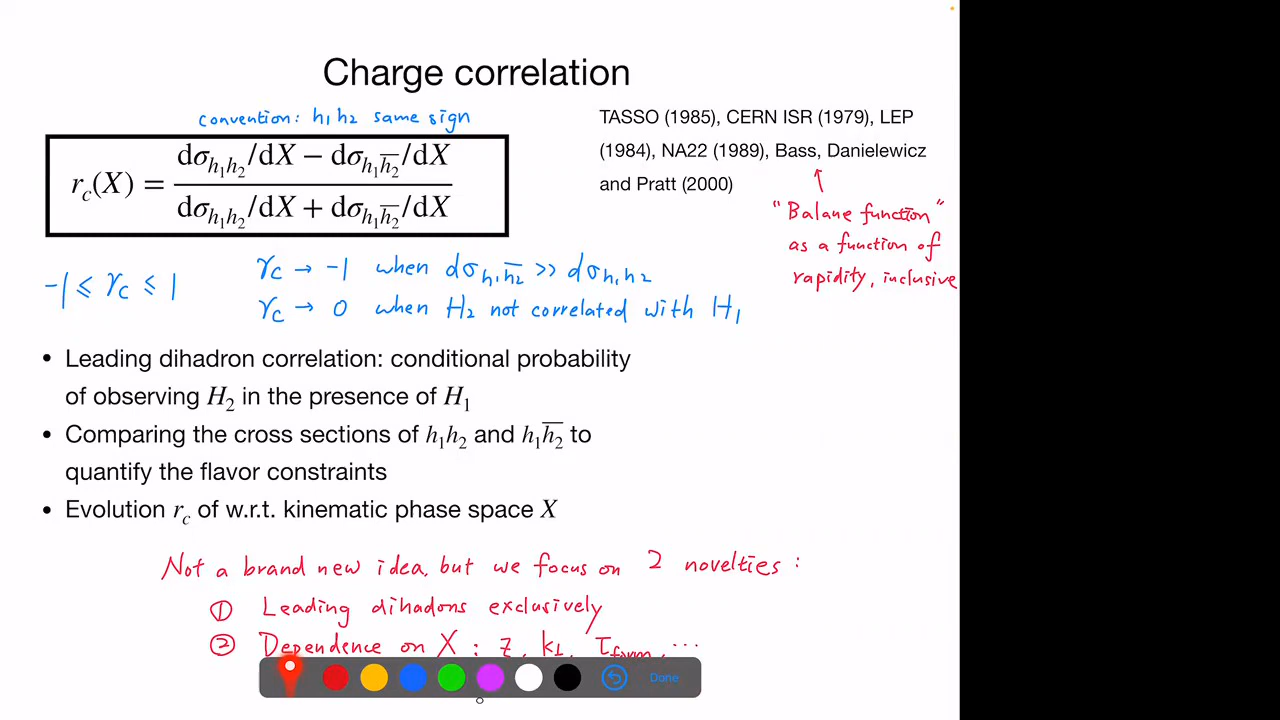 Charge correlation
convention: h₁h₂ same sign
r_c(X) = (dσ_{h₁h₂}/dX − dσ_{h₁h̅₂}/dX) / (dσ_{h₁h₂}/dX + dσ_{h₁h̅₂}/dX)
TASSO (1985), CERN ISR (1979), LEP
(1984), NA22 (1989), Bass, Danielewicz
and Pratt (2000)
"Balane function"
as a function of
rapidity, inclusive
-1 ⩽ r_c ⩽ 1
r_c → -1 when dσ_{h₁h̅₂} >> dσ_{h₁h₂}
r_c → 0 when H₂ not correlated with H₁
• Leading dihadron correlation: conditional probability
of observing H₂ in the presence of H₁
• Comparing the cross sections of h₁h₂ and h₁h̅₂ to
quantify the flavor constraints
• Evolution r_c of w.r.t. kinematic phase space X
Not a brand new idea, but we focus on 2 novelties:
① Leading dihadons exclusively
② Dependence on X : z, k⊥, τ_form, ...
Done